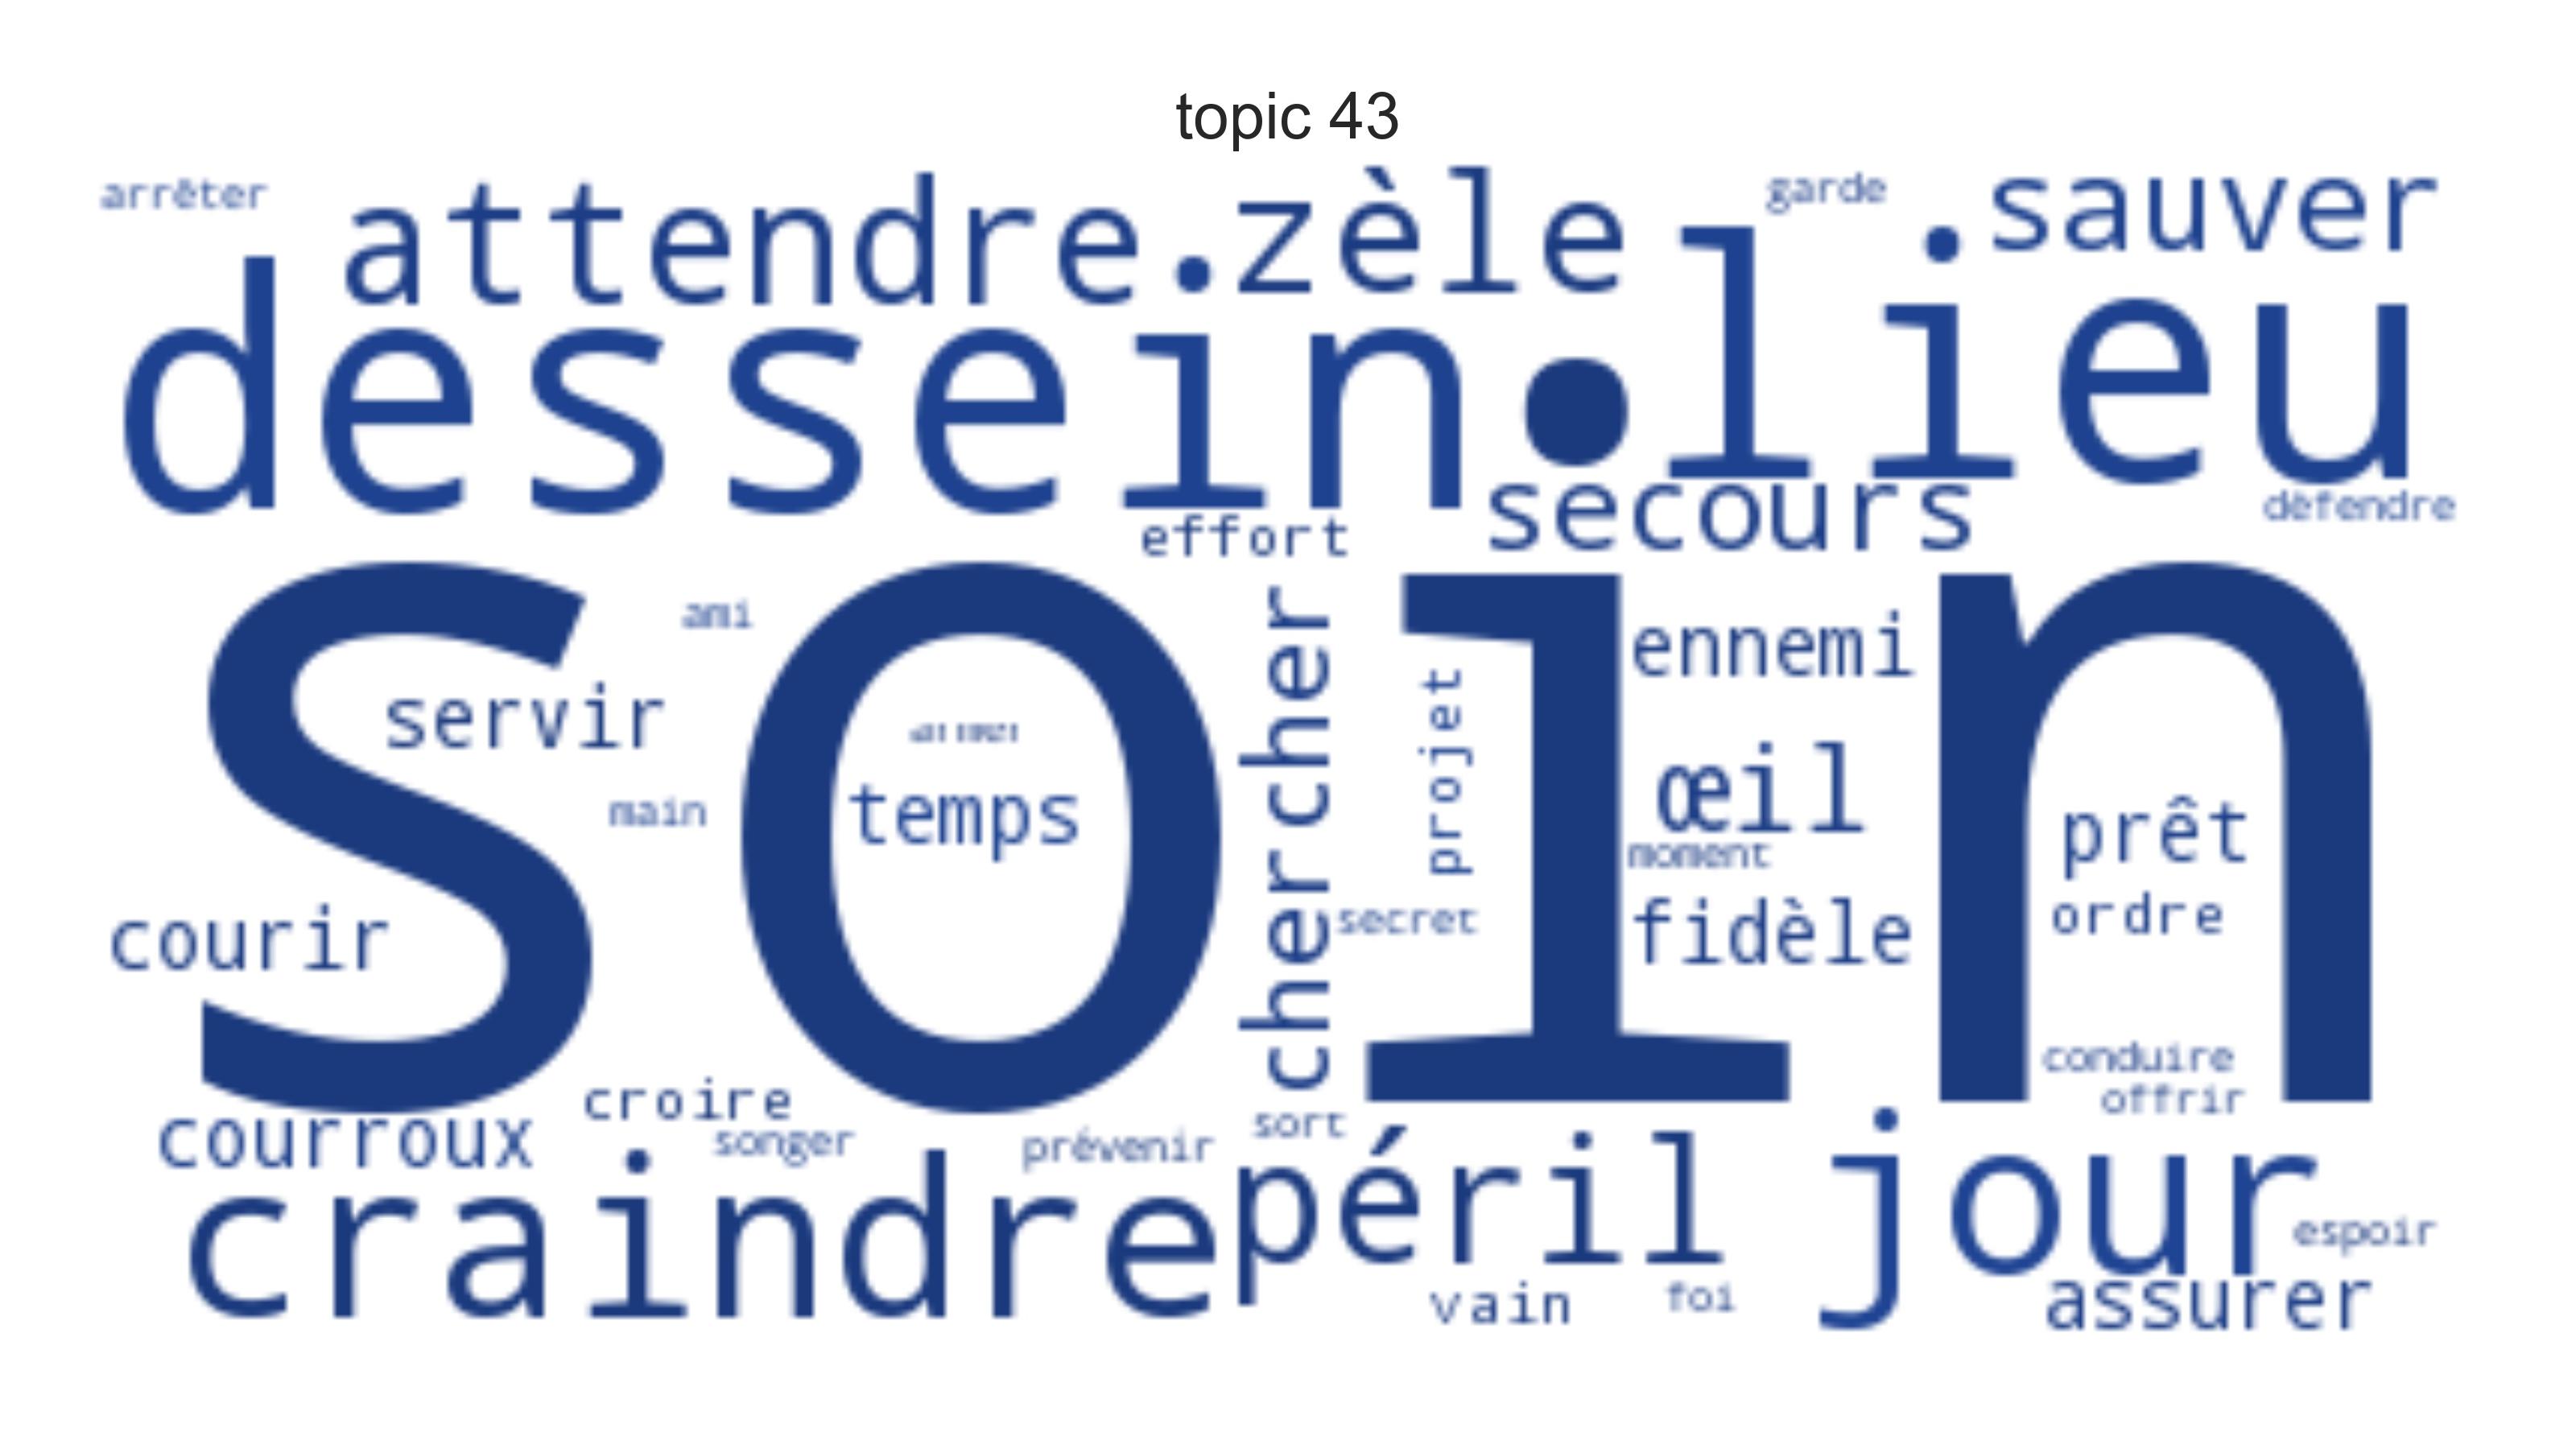 topic 43
arrêter
attendre
zèle
garde
sauver
dessein
lieu
secours
défendre
effort
soin
ami
cher
cher
ennemi
servir
projet
œil
temps
main
moment
prêt
courir
secret
fidèle
ordre
conduire
offrir
croire
courroux
songer
prévenir
sort
craindre
péril
jour
espoir
vain
foi
assurer